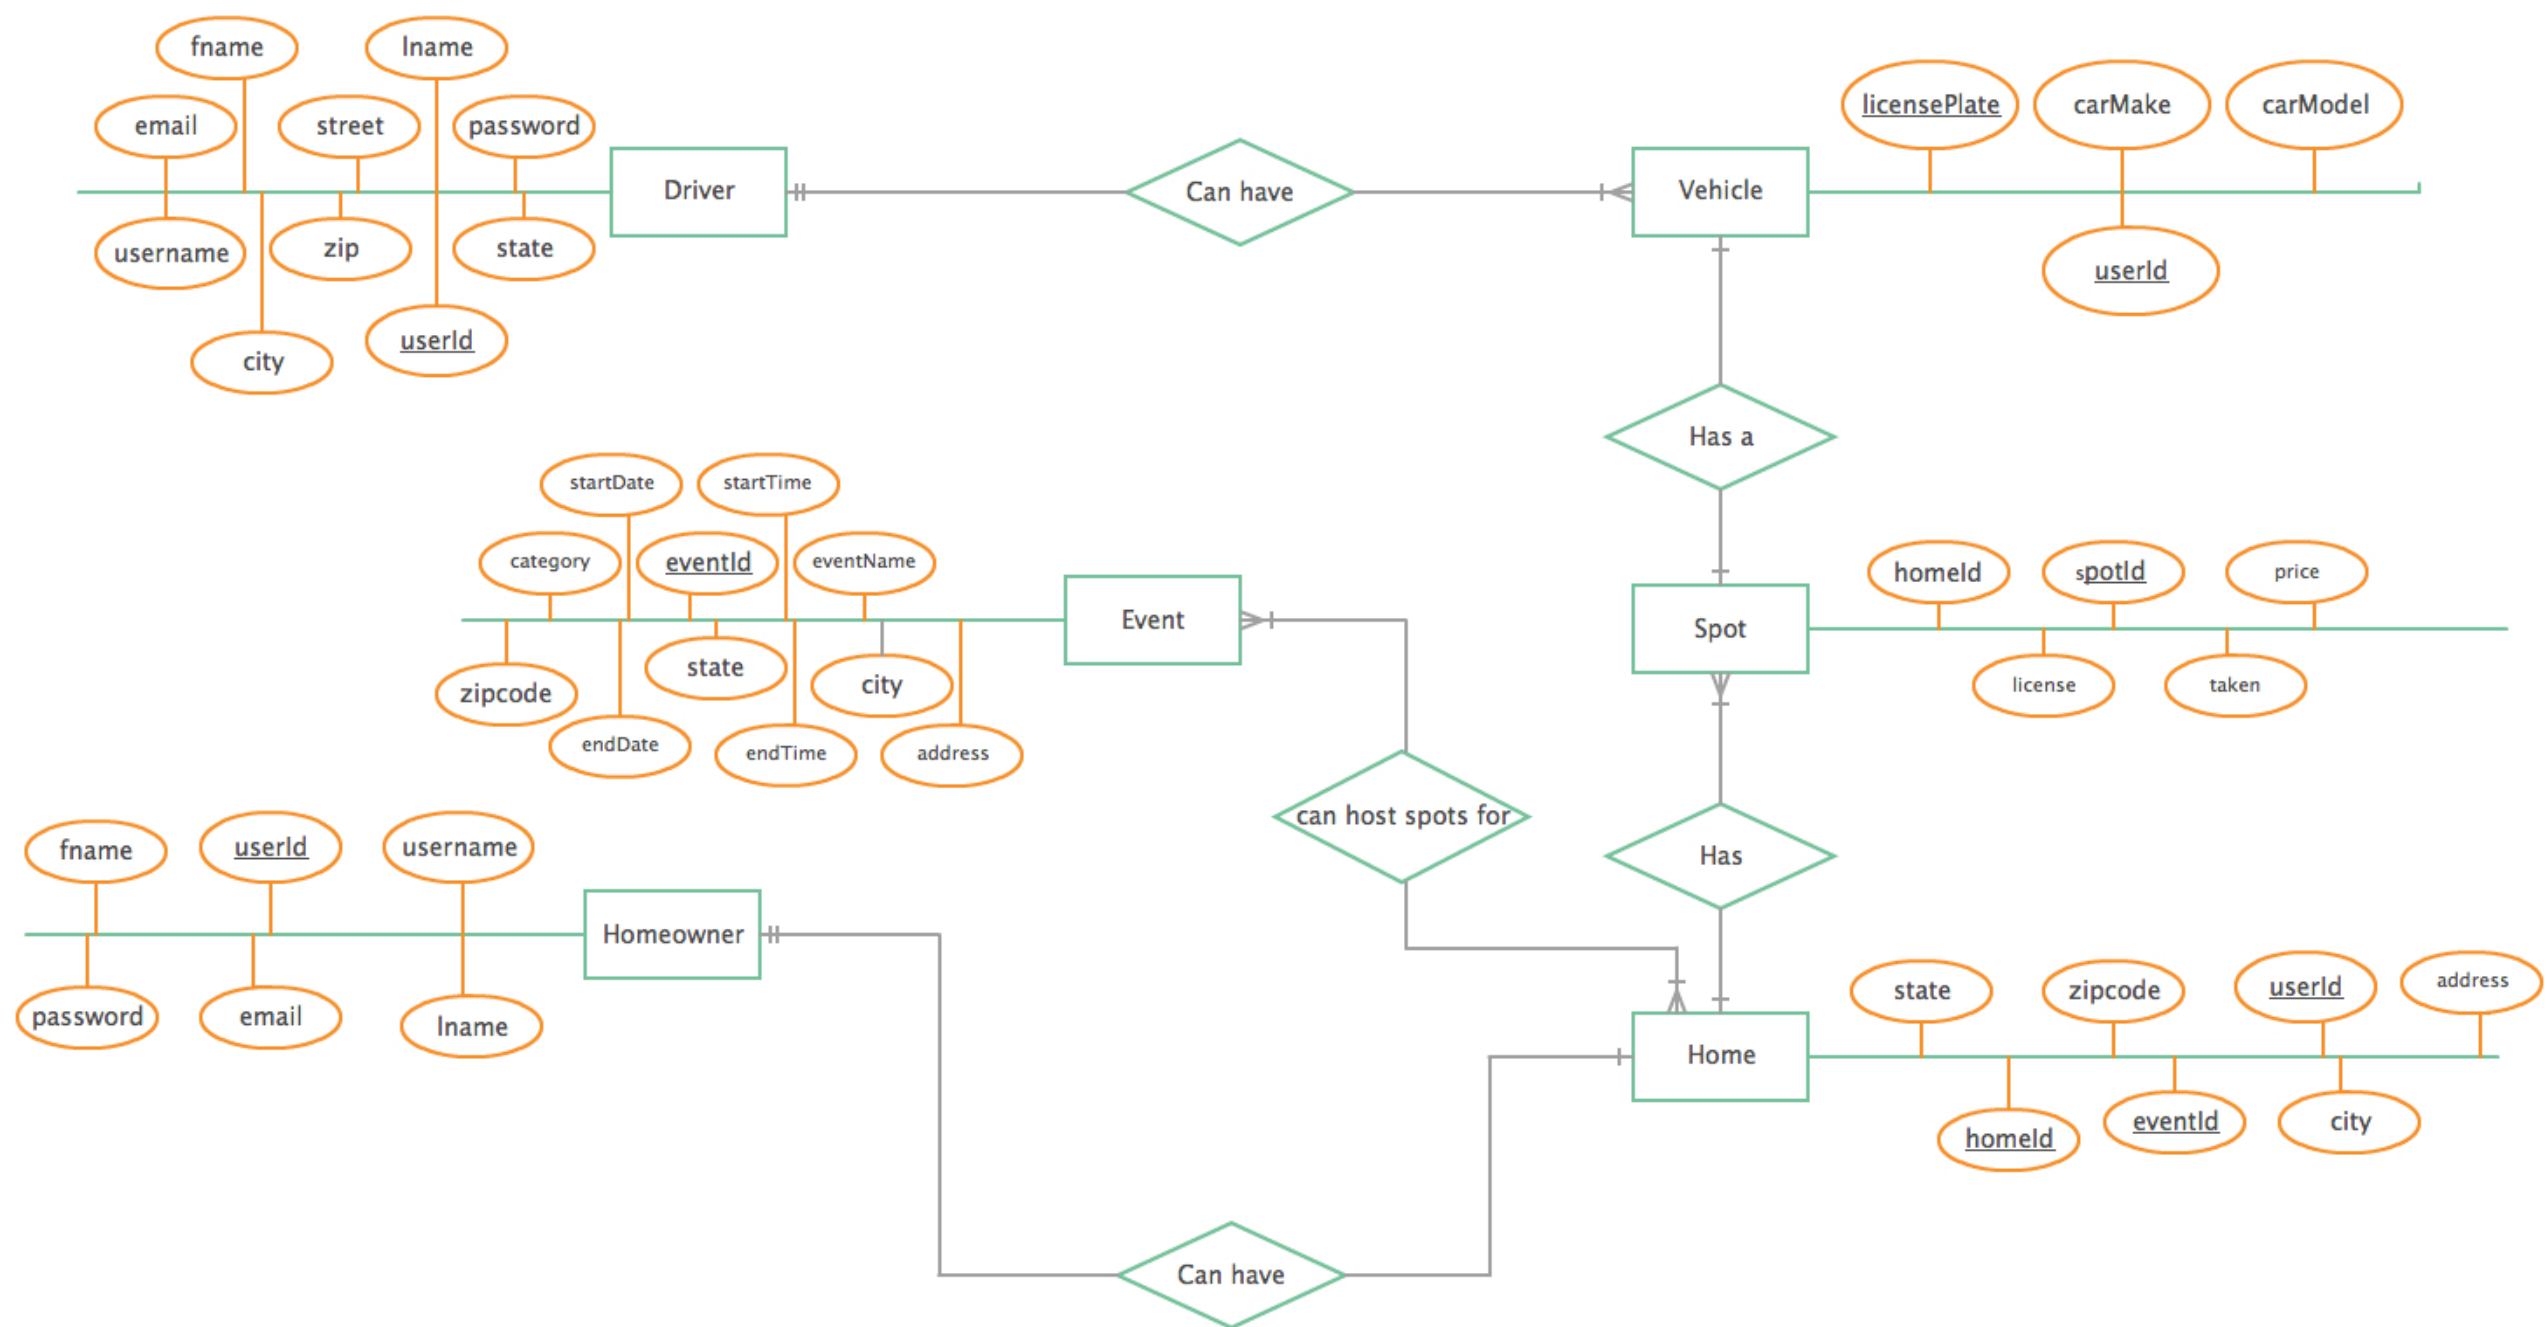 fname
lname
email
street
password
Driver
username
zip
state
city
userId
Can have
licensePlate
carMake
carModel
Vehicle
userId
Has a
startDate
startTime
category
eventId
eventName
Event
zipcode
state
city
endDate
endTime
address
homeId
spotId
price
Spot
license
taken
can host spots for
Has
fname
userId
username
Homeowner
password
email
lname
state
zipcode
userId
address
Home
homeId
eventId
city
Can have